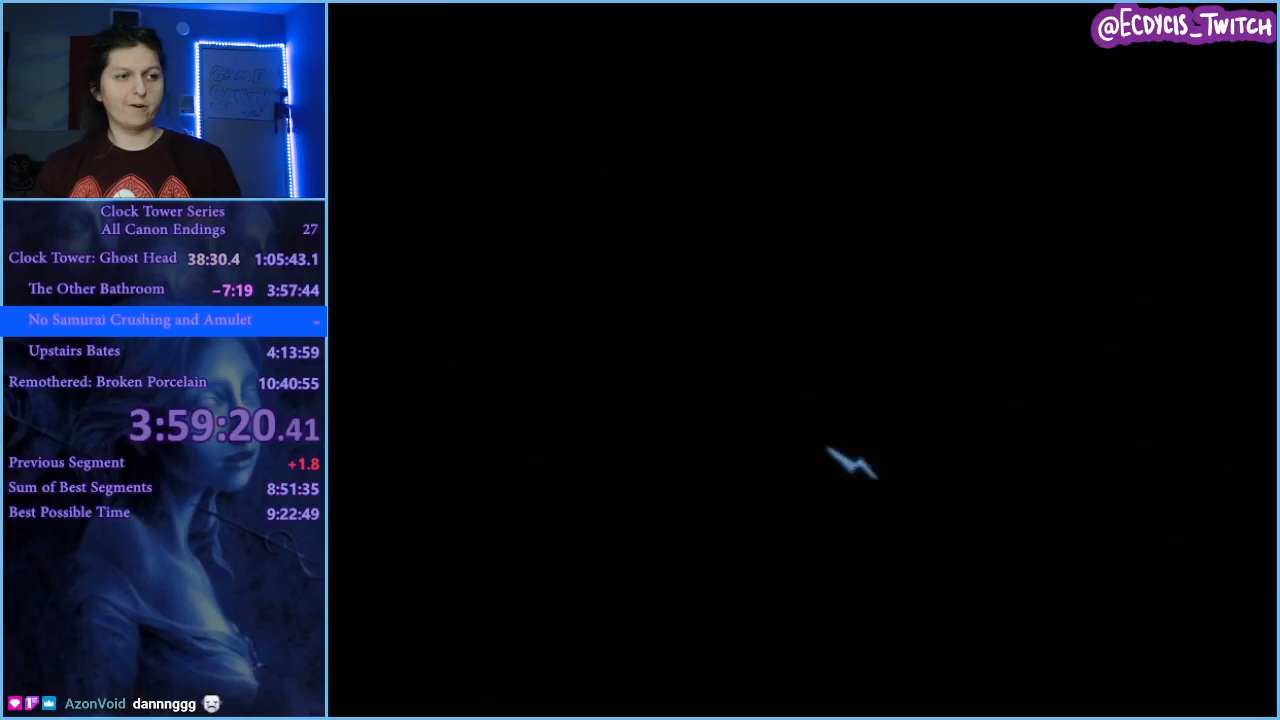 @ECDYCIS_TWITCH
Clock Tower Series
All Canon Endings 27
Clock Tower: Ghost Head 38:30.4 1:05:43.1
The Other Bathroom −7:19 3:57:44
No Samurai Crushing and Amulet -
Upstairs Bates 4:13:59
Remothered: Broken Porcelain 10:40:55
3:59:20.41
Previous Segment +1.8
Sum of Best Segments 8:51:35
Best Possible Time 9:22:49
AzonVoid dannnggg